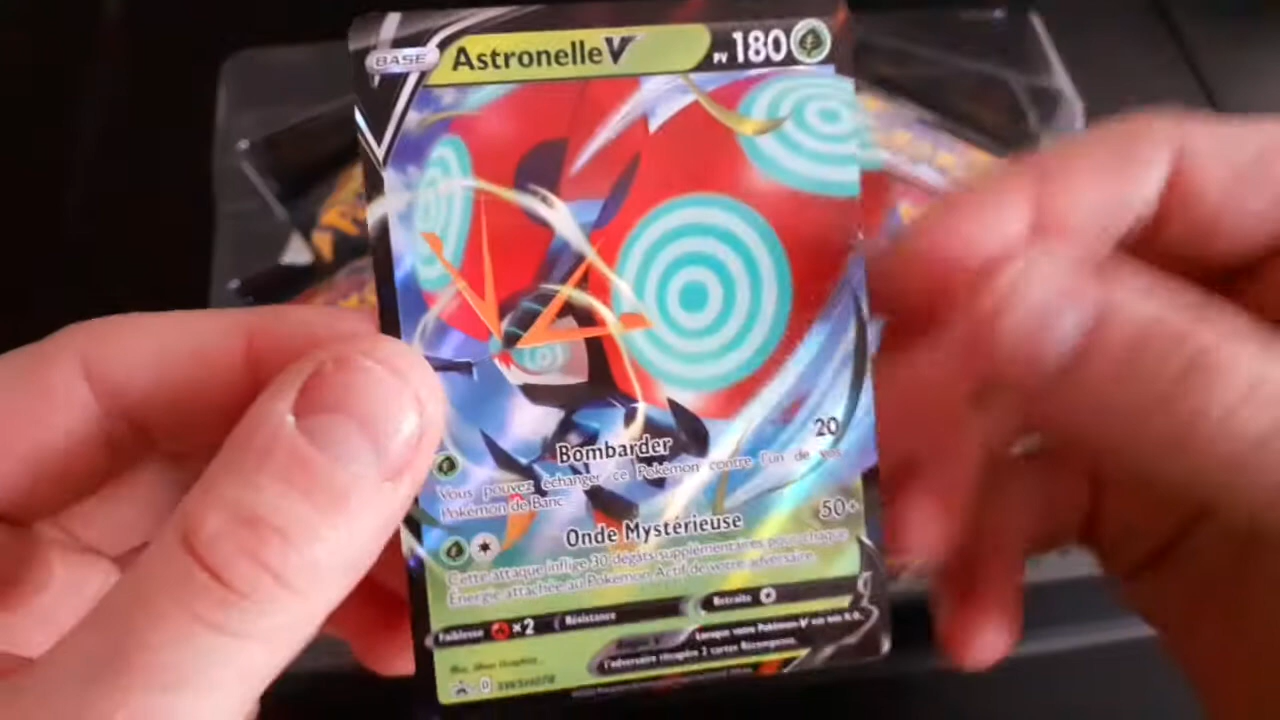 BASE AstronelleV PV 180
Bombarder 20
Vous pouvez échanger ce Pokémon contre l'un de vos
Pokémon de Banc.
Onde Mystérieuse 50+
Cette attaque inflige 30 dégâts supplémentaires pour chaque
Énergie attachée au Pokémon Actif de votre adversaire.
Faiblesse ×2 Résistance Retraite
Lorsque votre Pokémon-V est mis K.O.,
l'adversaire récupère 2 cartes Récompense.
D